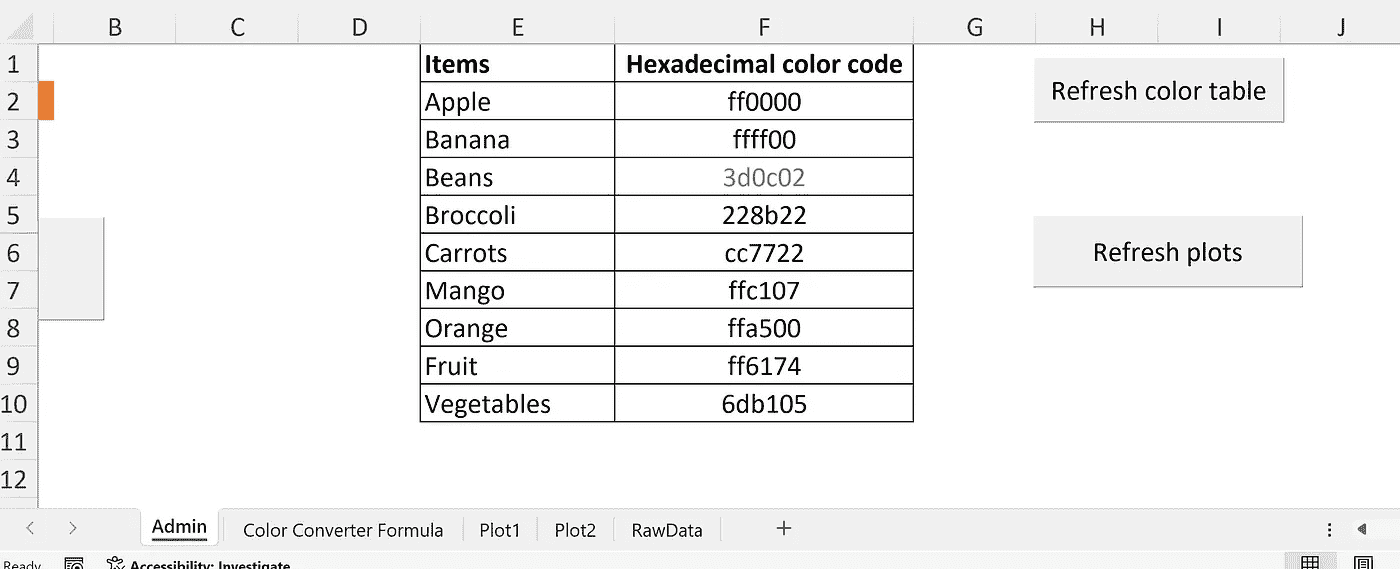 B C D E F G H I J
1 Items Hexadecimal color code
2 Apple ff0000
3 Banana ffff00
4 Beans 3d0c02
5 Broccoli 228b22
6 Carrots cc7722
7 Mango ffc107
8 Orange ffa500
9 Fruit ff6174
10 Vegetables 6db105
11
12
Refresh color table
Refresh plots
Admin Color Converter Formula Plot1 Plot2 RawData +
Ready Accessibility: Investigate